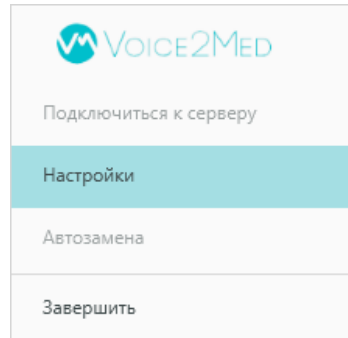 VOICE2MED
Подключиться к серверу
Настройки
Автозамена
Завершить